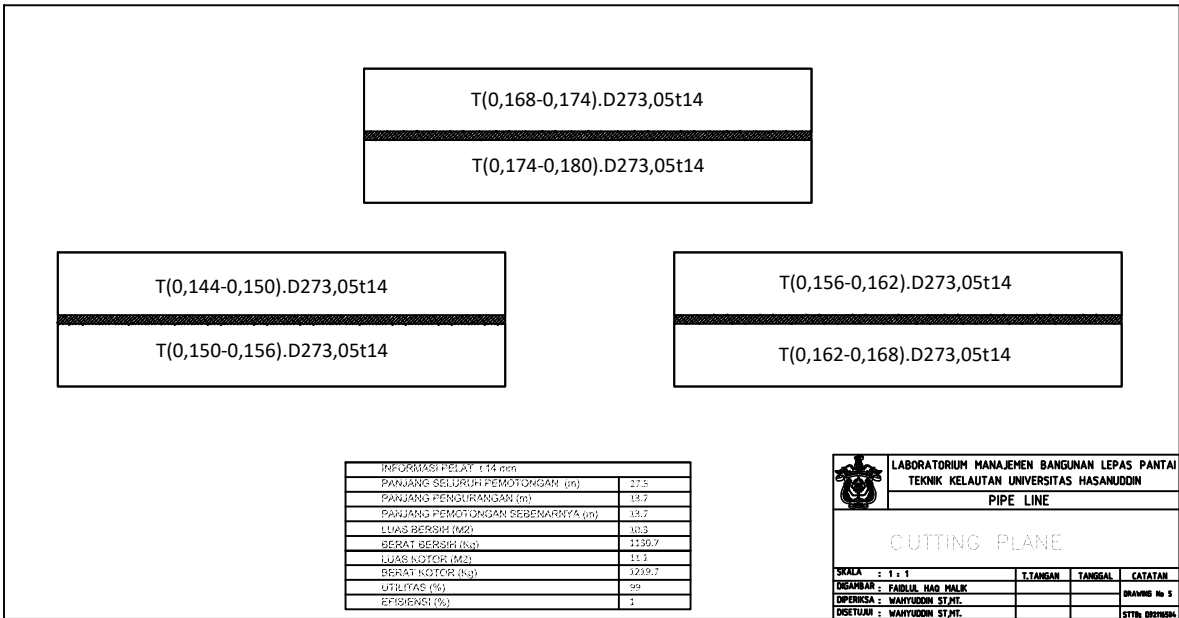 T(0,168-0,174).D273,05t14
T(0,174-0,180).D273,05t14
T(0,144-0,150).D273,05t14
T(0,150-0,156).D273,05t14
T(0,156-0,162).D273,05t14
T(0,162-0,168).D273,05t14
INFORMASI PELAT t 14 mm
PANJANG SELURUH PEMOTONGAN (m) 27.5
PANJANG PENGURANGAN (m) 13.7
PANJANG PEMOTONGAN SEBENARNYA (m) 13.7
LUAS BERSIH (M2) 10.3
BERAT BERSIH (Kg)
LUAS KOTOR (M2) 11.1
BERAT KOTOR (Kg)
UTILITAS (%) 99
EFISIENSI (%) 1
LABORATORIUM MANAJEMEN BANGUNAN LEPAS PANTAI
TEKNIK KELAUTAN UNIVERSITAS HASANUDDIN
PIPE LINE
CUTTING PLANE
SKALA : 1 : 1 T.TANGAN TANGGAL CATATAN
DIGAMBAR : FAIDLUL HAQ MALIK DRAWING No 5
DIPERIKSA : WAHYUDDIN ST,MT.
DISETUJUI : WAHYUDDIN ST,MT.